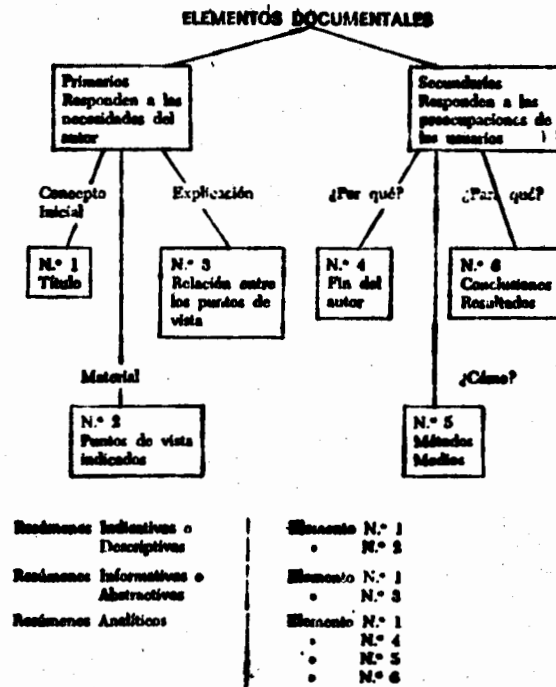 ELEMENTOS DOCUMENTALES
Primarios
Responden a las
necesidades del
autor
Secundarios
Responden a las
preocupaciones de
los usuarios
Concepto
Inicial
Explicación
¿Por qué?
¿Para qué?
N.º 1
Título
N.º 3
Relación entre
los puntos de
vista
N.º 4
Fin del
autor
N.º 6
Conclusiones
Resultados
Material
¿Cómo?
N.º 2
Puntos de vista
indicados
N.º 5
Métodos
Medios
Resúmenes Indicativos o Elemento N.º 1
Descriptivos » N.º 2
Resúmenes Informativos o Elemento N.º 1
Abstractivos » N.º 3
Resúmenes Analíticos Elemento N.º 1
» N.º 4
» N.º 5
» N.º 6